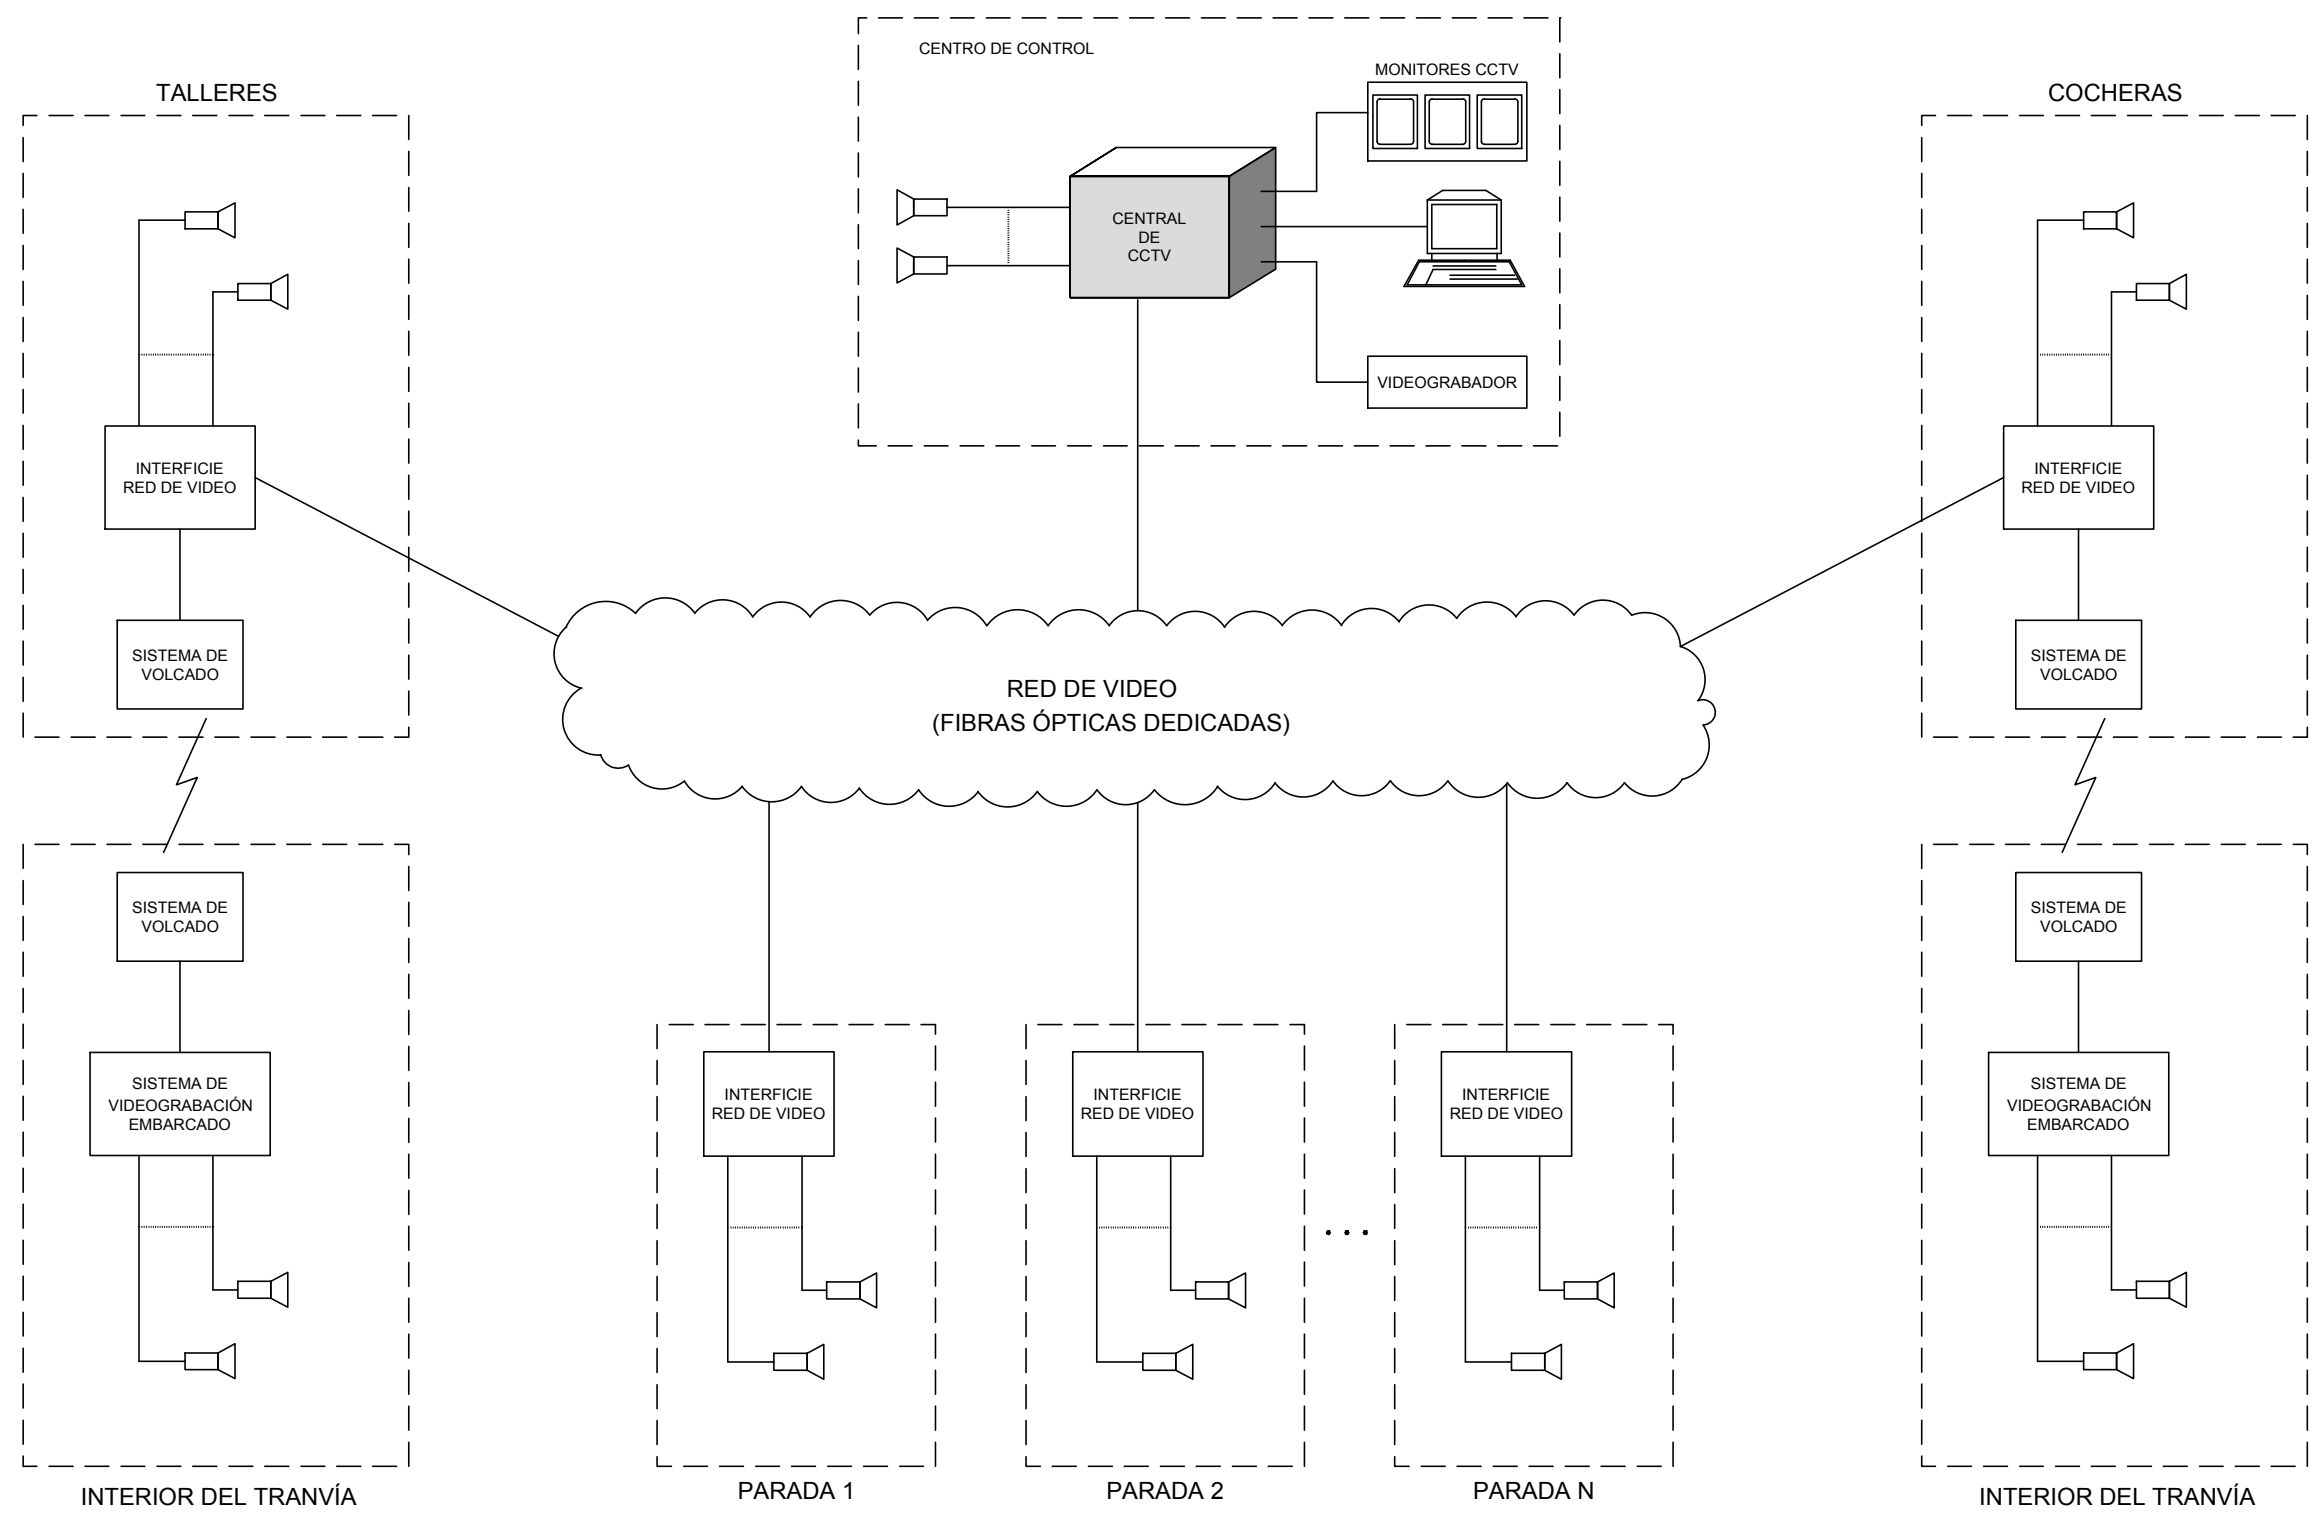 CENTRO DE CONTROL
MONITORES CCTV
TALLERES
COCHERAS
CENTRAL
DE
CCTV
VIDEOGRABADOR
INTERFICIE
RED DE VIDEO
INTERFICIE
RED DE VIDEO
SISTEMA DE
VOLCADO
SISTEMA DE
VOLCADO
RED DE VIDEO
(FIBRAS ÓPTICAS DEDICADAS)
SISTEMA DE
VOLCADO
SISTEMA DE
VOLCADO
SISTEMA DE
VIDEOGRABACIÓN
EMBARCADO
INTERFICIE
RED DE VIDEO
INTERFICIE
RED DE VIDEO
INTERFICIE
RED DE VIDEO
SISTEMA DE
VIDEOGRABACIÓN
EMBARCADO
. . .
INTERIOR DEL TRANVÍA
PARADA 1
PARADA 2
PARADA N
INTERIOR DEL TRANVÍA